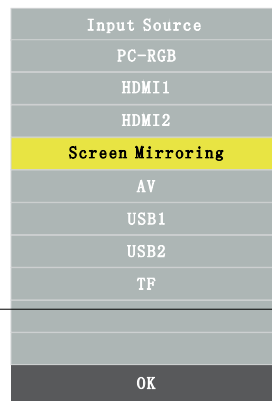 Input Source
PC-RGB
HDMI1
HDMI2
Screen Mirroring
AV
USB1
USB2
TF
OK